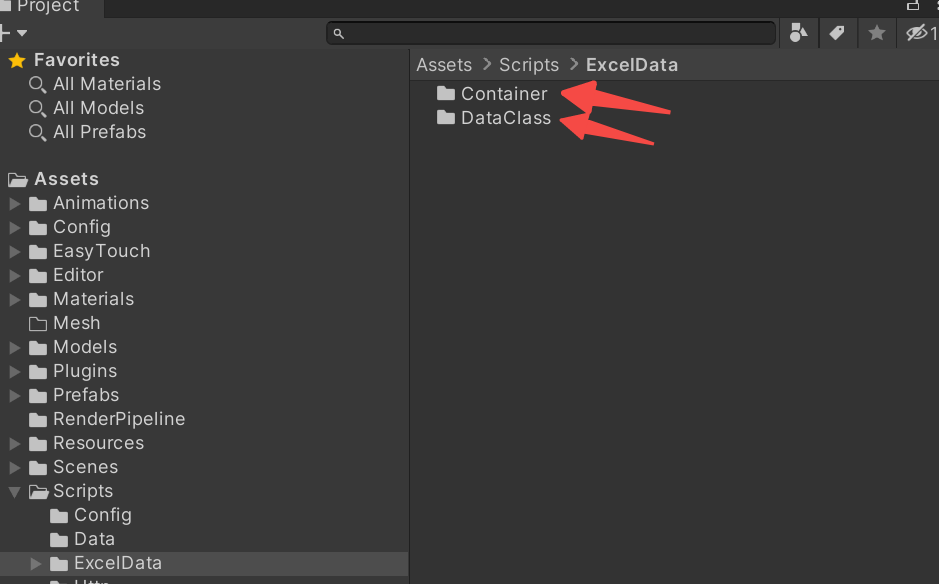 Project
1
Favorites
All Materials
All Models
All Prefabs
Assets
Animations
Config
EasyTouch
Editor
Materials
Mesh
Models
Plugins
Prefabs
RenderPipeline
Resources
Scenes
Scripts
Config
Data
ExcelData
Assets > Scripts > ExcelData
Container
DataClass